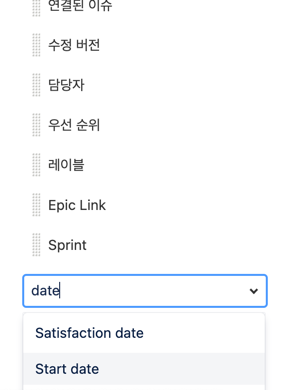 연결된 이슈
수정 버전
담당자
우선 순위
레이블
Epic Link
Sprint
date
Satisfaction date
Start date